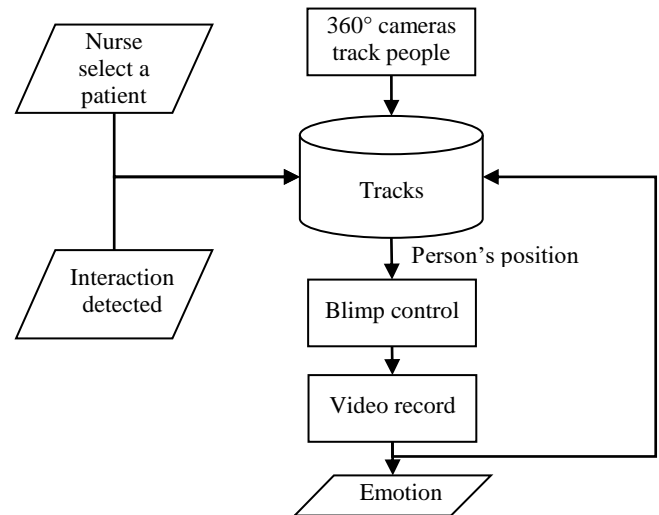 Nurse
select a
patient
360° cameras
track people
Tracks
Interaction
detected
Person's position
Blimp control
Video record
Emotion